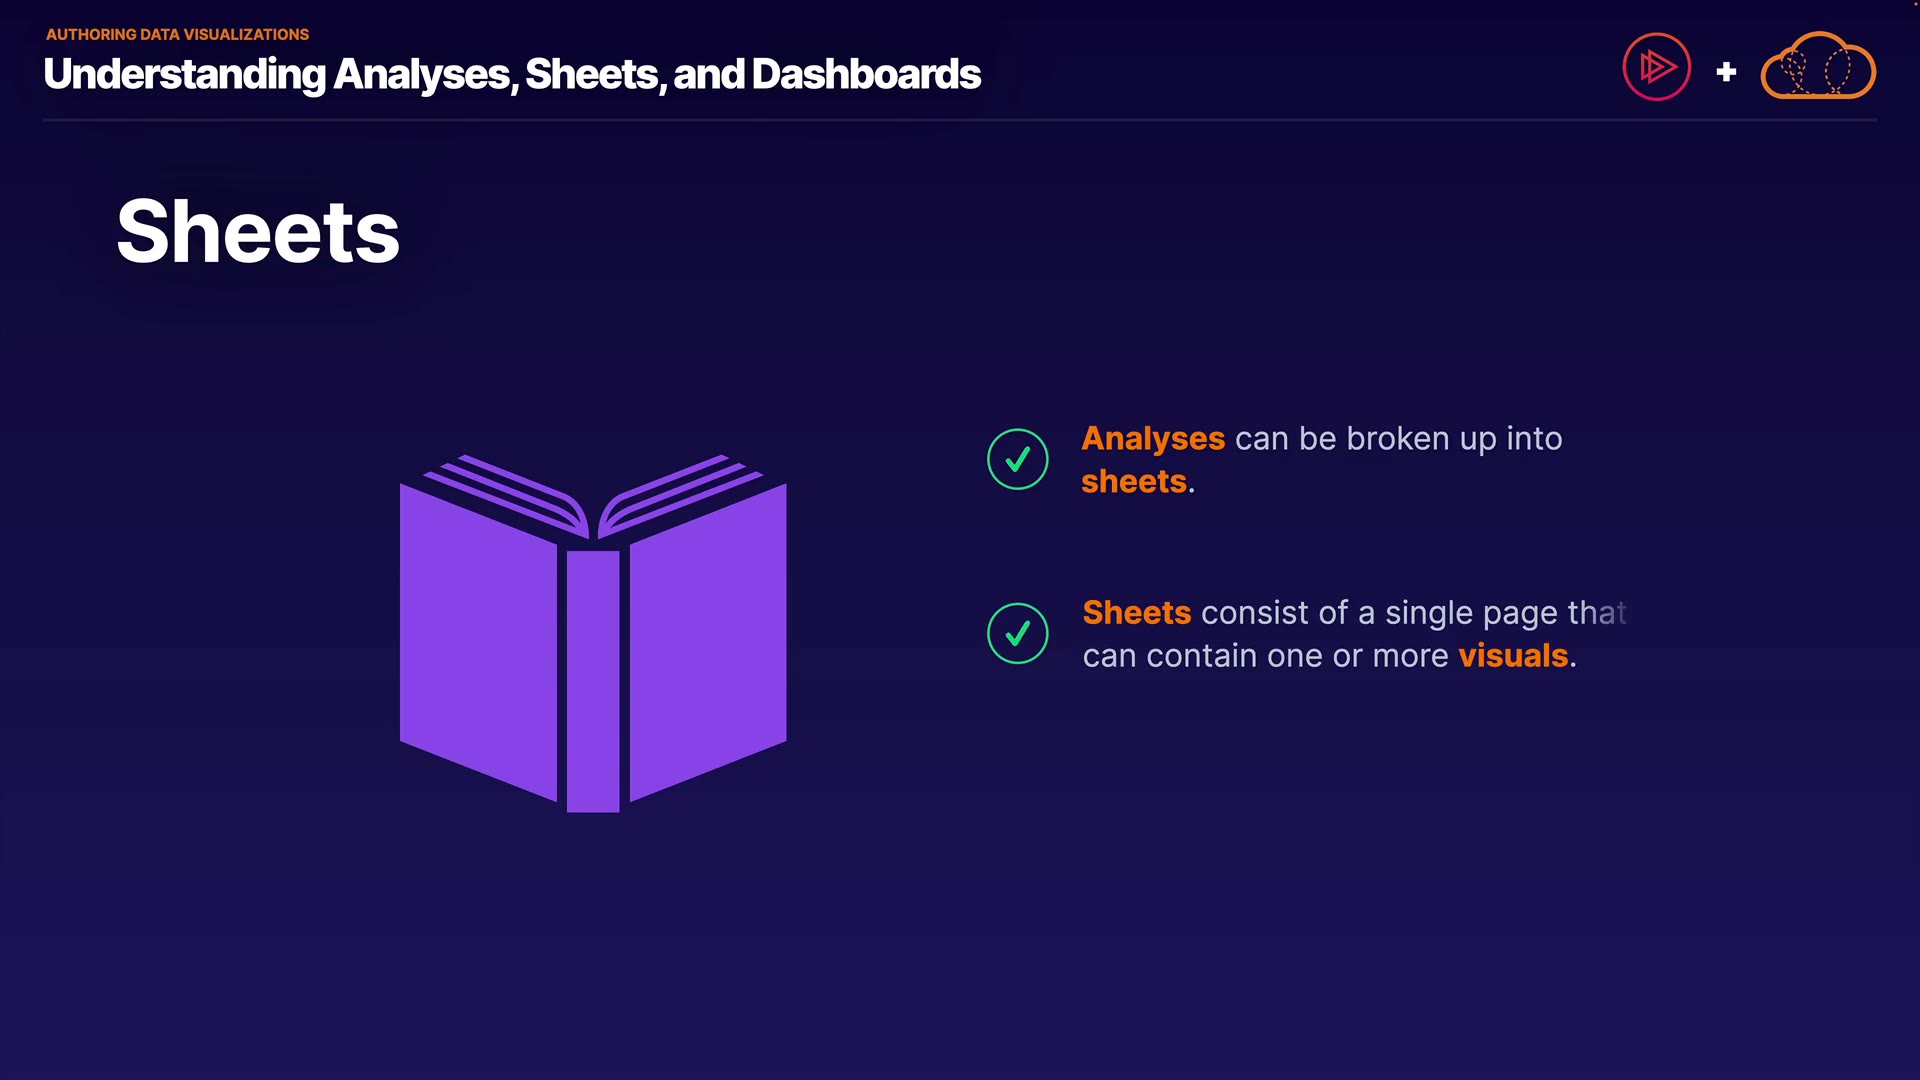 AUTHORING DATA VISUALIZATIONS
Understanding Analyses, Sheets, and Dashboards
Sheets
Analyses can be broken up into
sheets.
Sheets consist of a single page that
can contain one or more visuals.